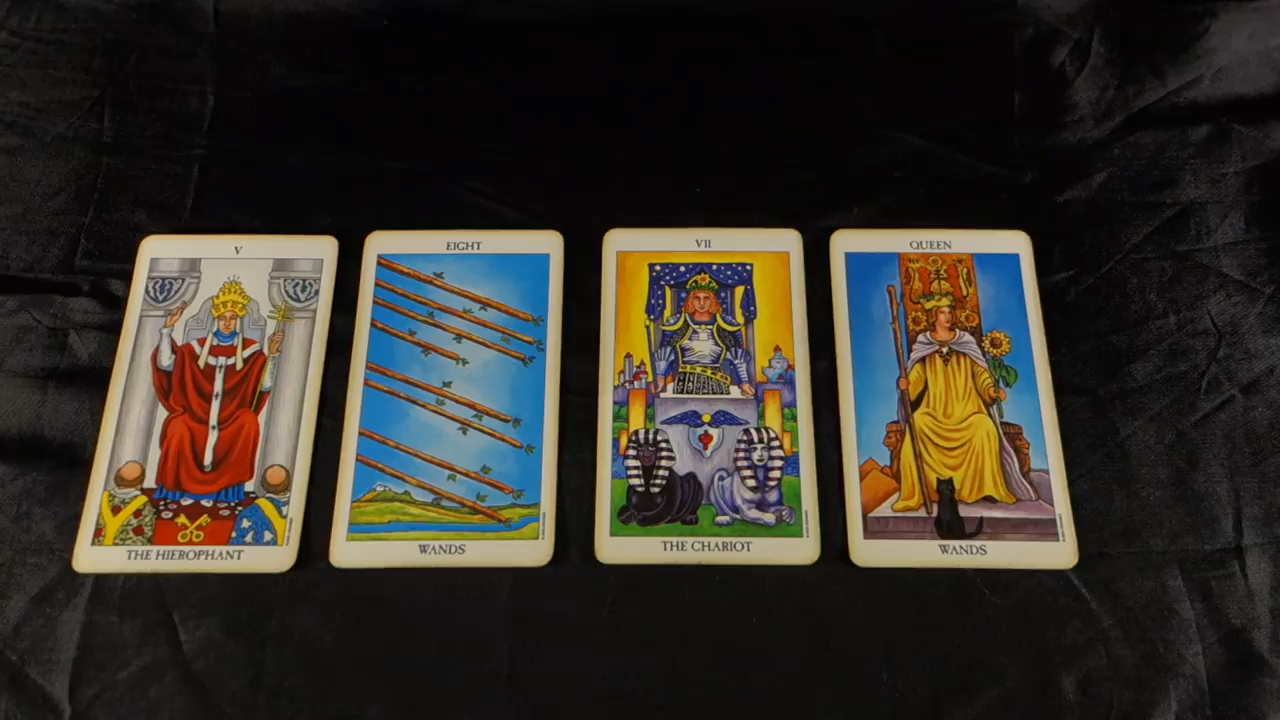 V
THE HIEROPHANT
EIGHT
WANDS
VII
THE CHARIOT
QUEEN
WANDS